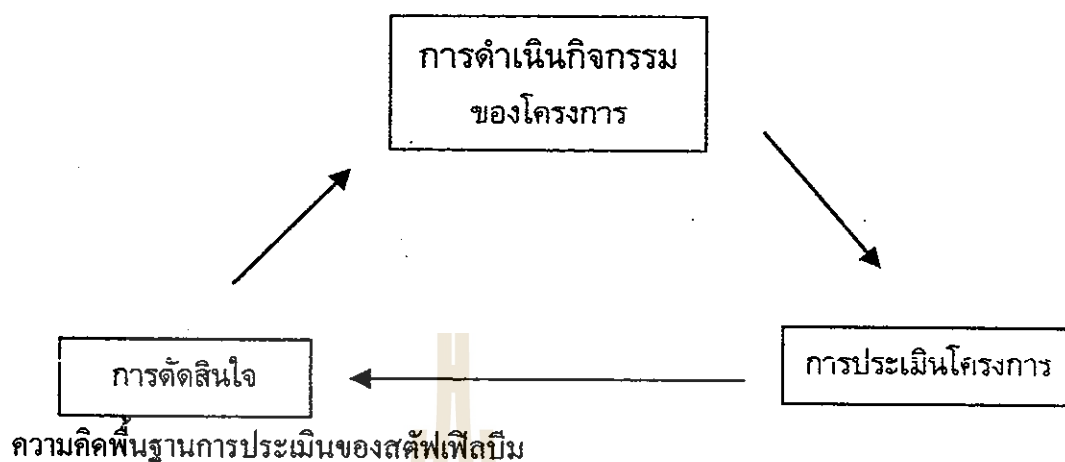 การดำเนินกิจกรรม
ของโครงการ
การตัดสินใจ
การประเมินโครงการ
ความคิดพื้นฐานการประเมินของสตัฟเฟิลบีม